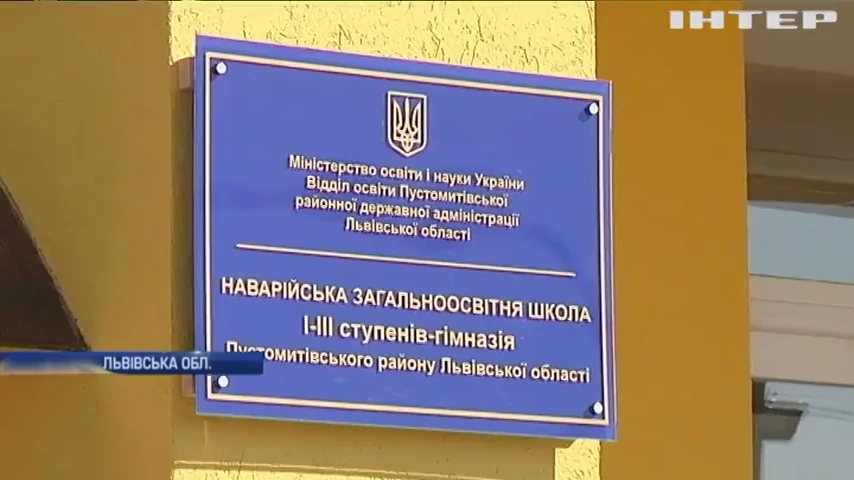 ІНТЕР
Міністерство освіти і науки України
Відділ освіти Пустомитівської
районної державної адміністрації
Львівської області
НАВАРІЙСЬКА ЗАГАЛЬНООСВІТНЯ ШКОЛА
І-ІІІ ступенів-гімназія
Пустомитівського району Львівської області
ЛЬВІВСЬКА ОБЛ.